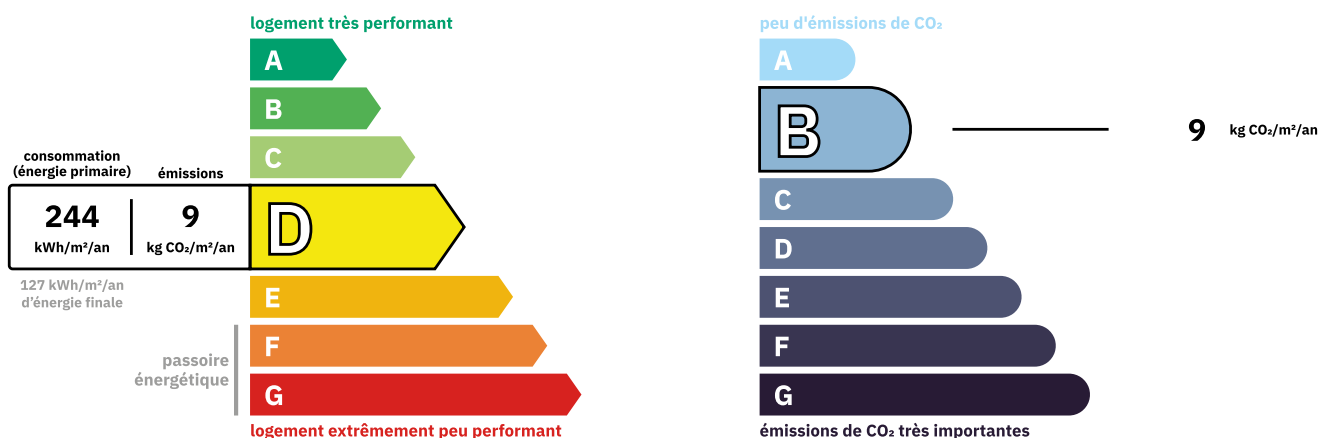 logement très performant
A
B
C
consommation
(énergie primaire)
émissions
244
kWh/m²/an
9
kg CO₂/m²/an
D
127 kWh/m²/an
d'énergie finale
E
passoire
énergétique
F
G
logement extrêmement peu performant
peu d'émissions de CO₂
A
B
9 kg CO₂/m²/an
C
D
E
F
G
émissions de CO₂ très importantes